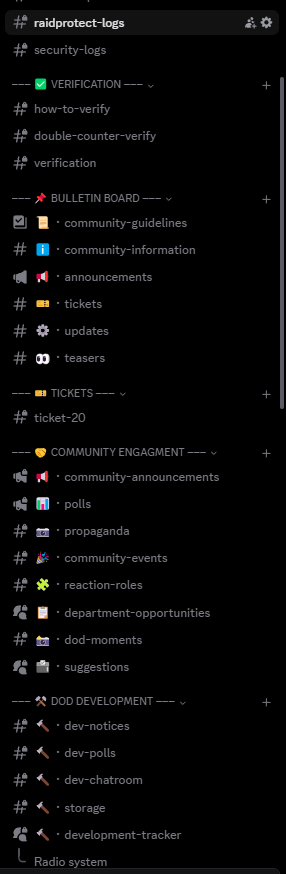 raidprotect-logs
security-logs
--- ✅ VERIFICATION ---
how-to-verify
double-counter-verify
verification
--- 📌 BULLETIN BOARD ---
📜・community-guidelines
ℹ️・community-information
📢・announcements
🎫・tickets
⚙️・updates
👀・teasers
--- 🎫 TICKETS ---
ticket-20
--- 🤝 COMMUNITY ENGAGMENT ---
📢・community-announcements
📊・polls
📷・propaganda
🎉・community-events
🧩・reaction-roles
📋・department-opportunities
📸・dod-moments
🗳️・suggestions
--- ⚒️ DOD DEVELOPMENT ---
🔨・dev-notices
🔨・dev-polls
🔨・dev-chatroom
🔨・storage
🔨・development-tracker
Radio system